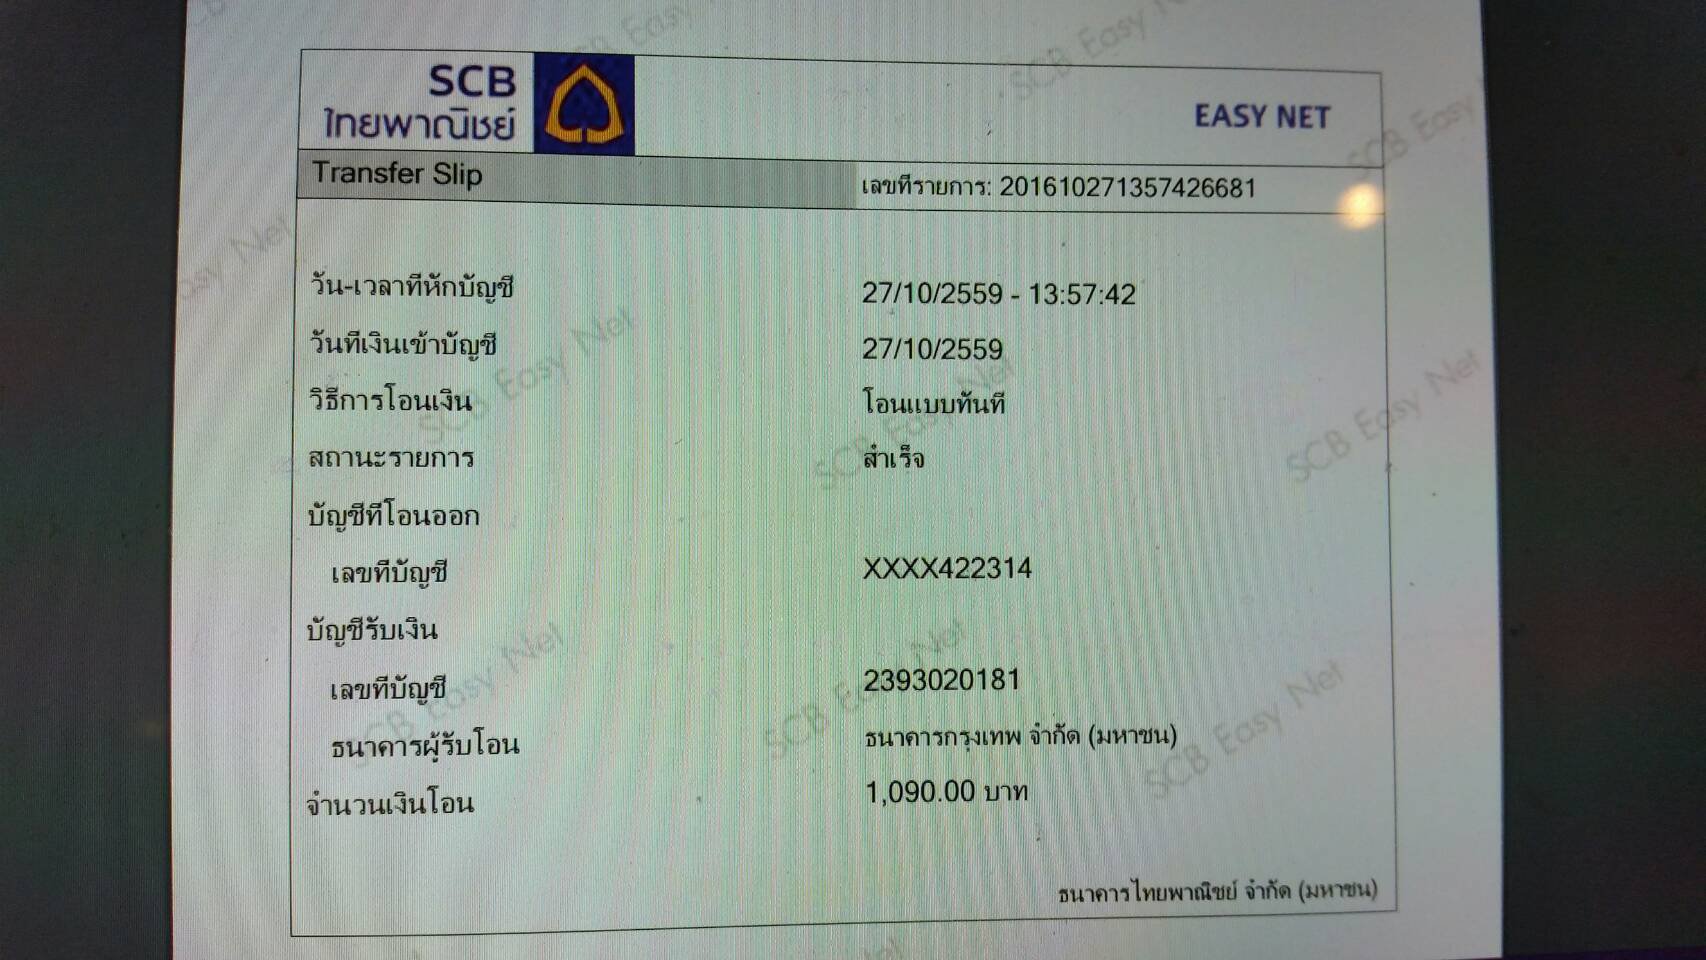 SCB
ไทยพาณิชย์
EASY NET
Transfer Slip
เลขที่รายการ: 201610271357426681
วัน-เวลาที่หักบัญชี 27/10/2559 - 13:57:42
วันที่เงินเข้าบัญชี 27/10/2559
วิธีการโอนเงิน โอนแบบทันที
สถานะรายการ สำเร็จ
บัญชีที่โอนออก
เลขที่บัญชี XXXX422314
บัญชีรับเงิน
เลขที่บัญชี 2393020181
ธนาคารผู้รับโอน ธนาคารกรุงเทพ จำกัด (มหาชน)
จำนวนเงินโอน 1,090.00 บาท
ธนาคารไทยพาณิชย์ จำกัด (มหาชน)
SCB Easy Net